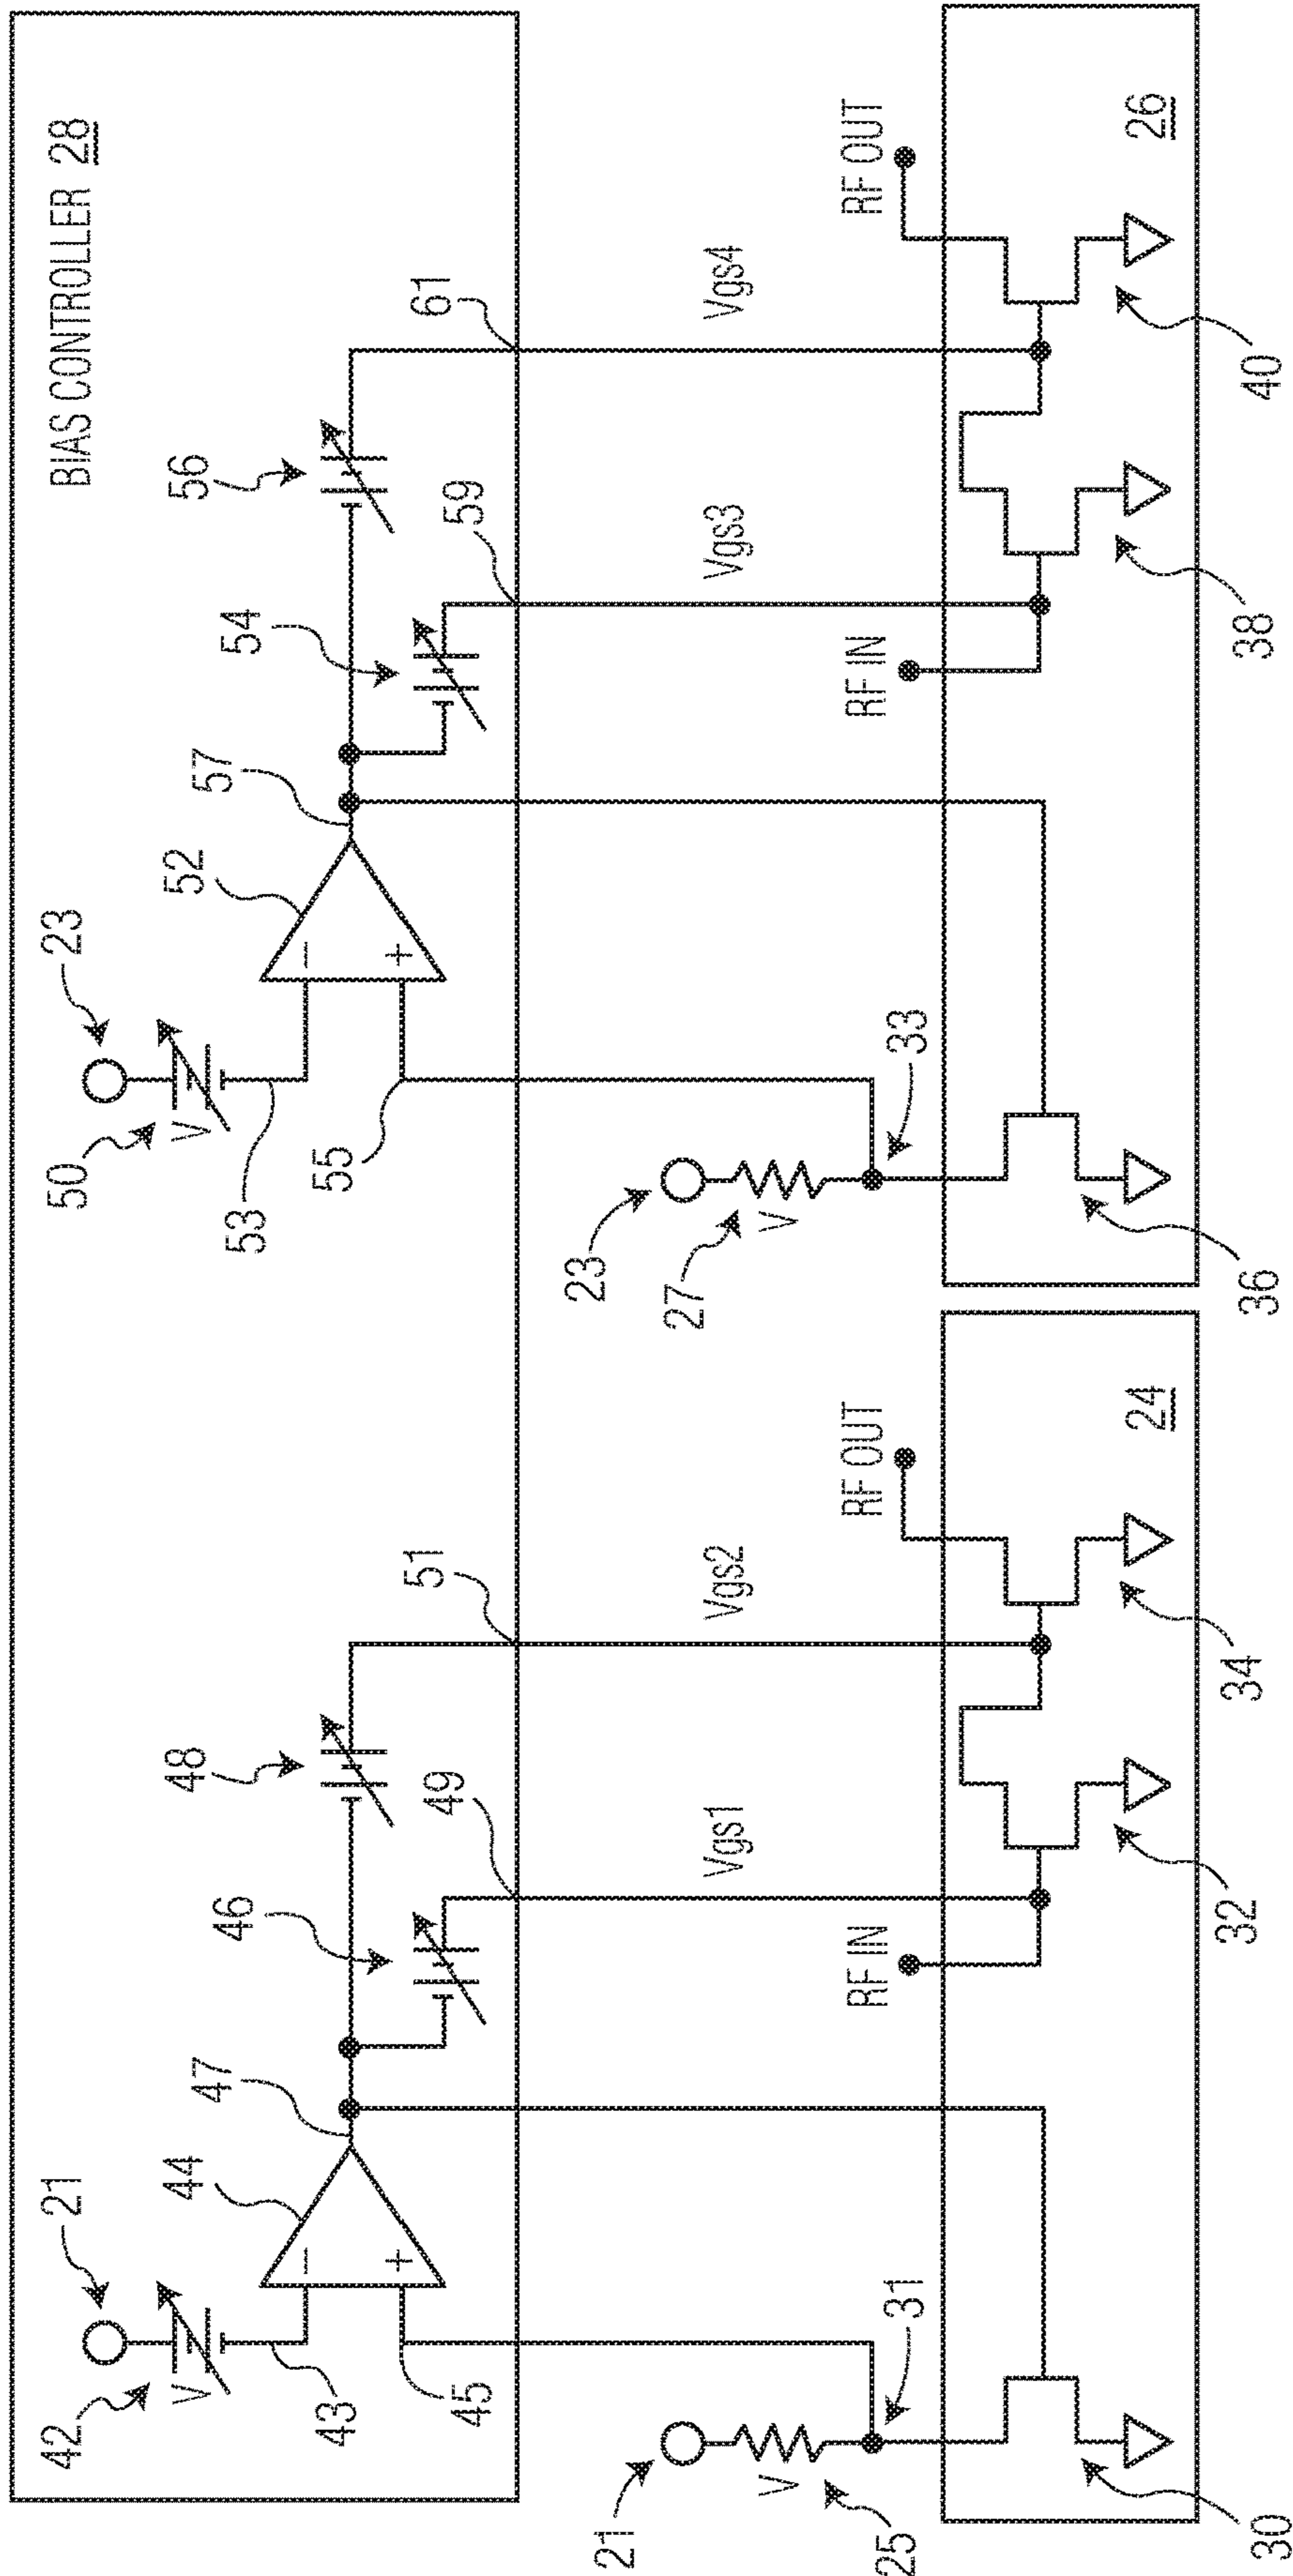 BIAS CONTROLLER 28
21
23
42
V
50
V
44
47
52
57
46
48
54
56
−
+
−
+
43
45
49
51
53
55
59
61
21
V
25
31
23
V
27
33
Vgs1
Vgs2
Vgs3
Vgs4
RF IN
RF OUT
RF IN
RF OUT
24
26
30
32
34
36
38
40